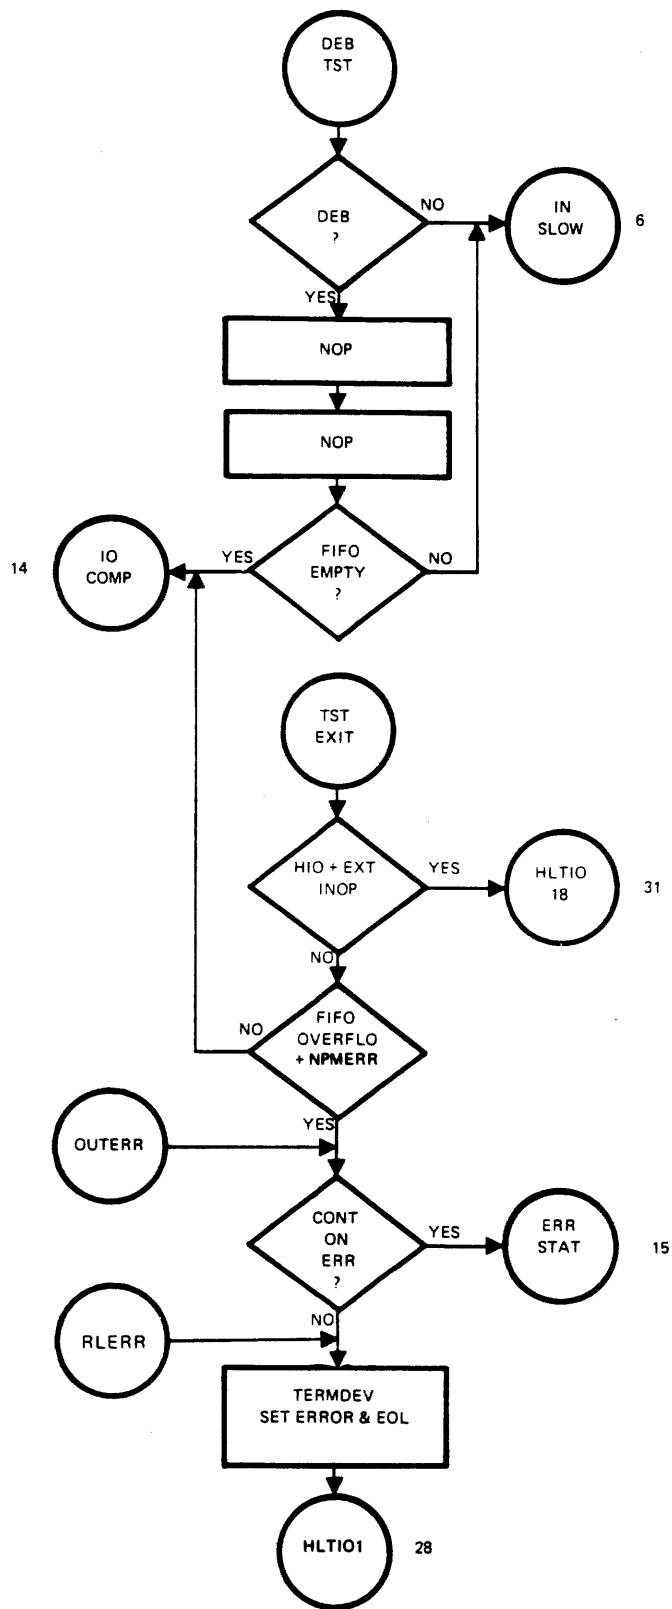 DEB
TST
DEB
?
NO
IN
SLOW
6
YES
NOP
NOP
14
IO
COMP
YES
FIFO
EMPTY
?
NO
TST
EXIT
HIO + EXT
INOP
YES
HLTIO
18
31
NO
NO
FIFO
OVERFLO
+ NPMERR
YES
OUTERR
CONT
ON
ERR
?
YES
ERR
STAT
15
NO
RLERR
TERMDEV
SET ERROR & EOL
HLTIO1
28